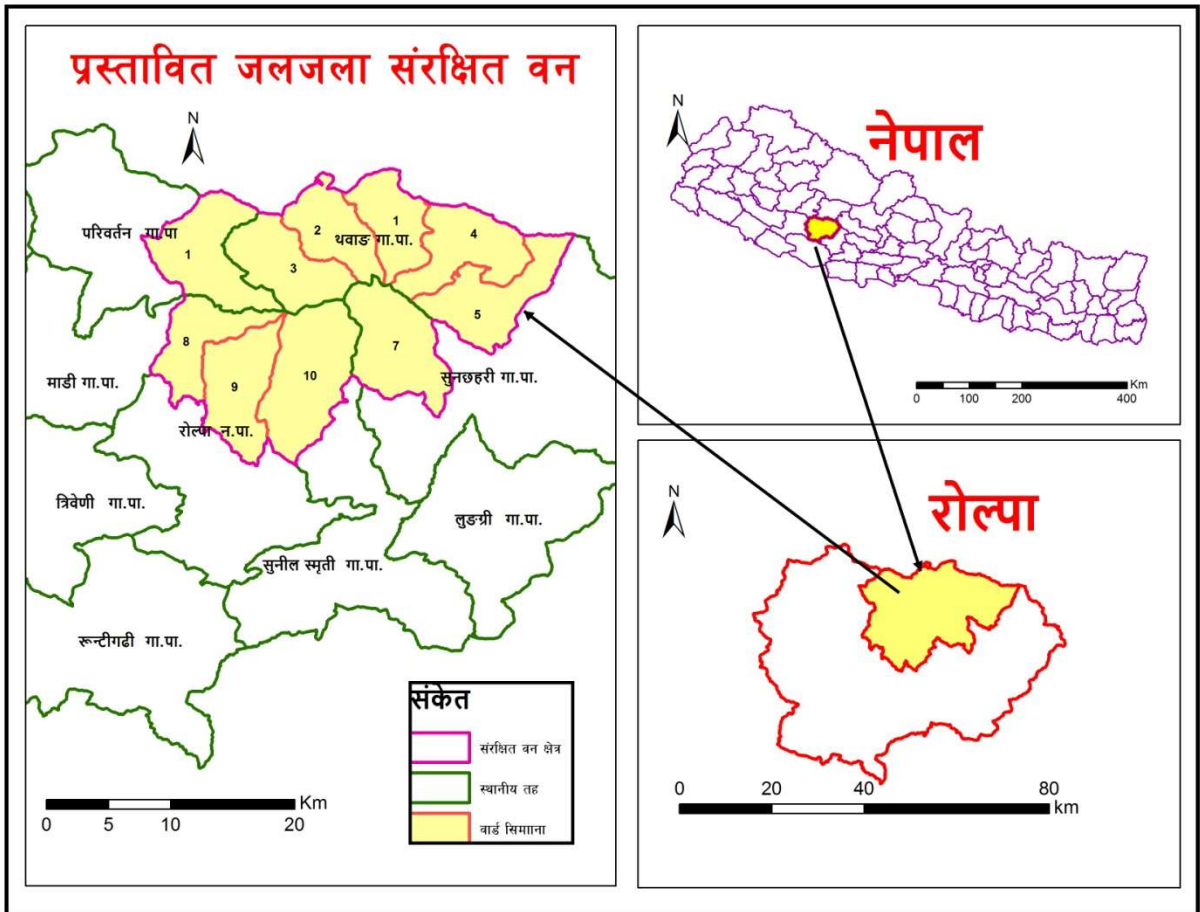 प्रस्तावित जलजला संरक्षित वन
N
परिवर्तन गा.पा
1
2
1
थवाङ गा.पा.
4
3
5
8
7
9
10
माडी गा.पा.
सुनछहरी गा.पा.
रोल्पा न.पा.
त्रिवेणी गा.पा.
लुङग्री गा.पा.
सुनील स्मृती गा.पा.
रून्टीगढी गा.पा.
संकेत
संरक्षित वन क्षेत्र
स्थानीय तह
वार्ड सिमााना
Km
0 5 10 20
N
नेपाल
Km
0 100 200 400
N
रोल्पा
0 20 40 80
km